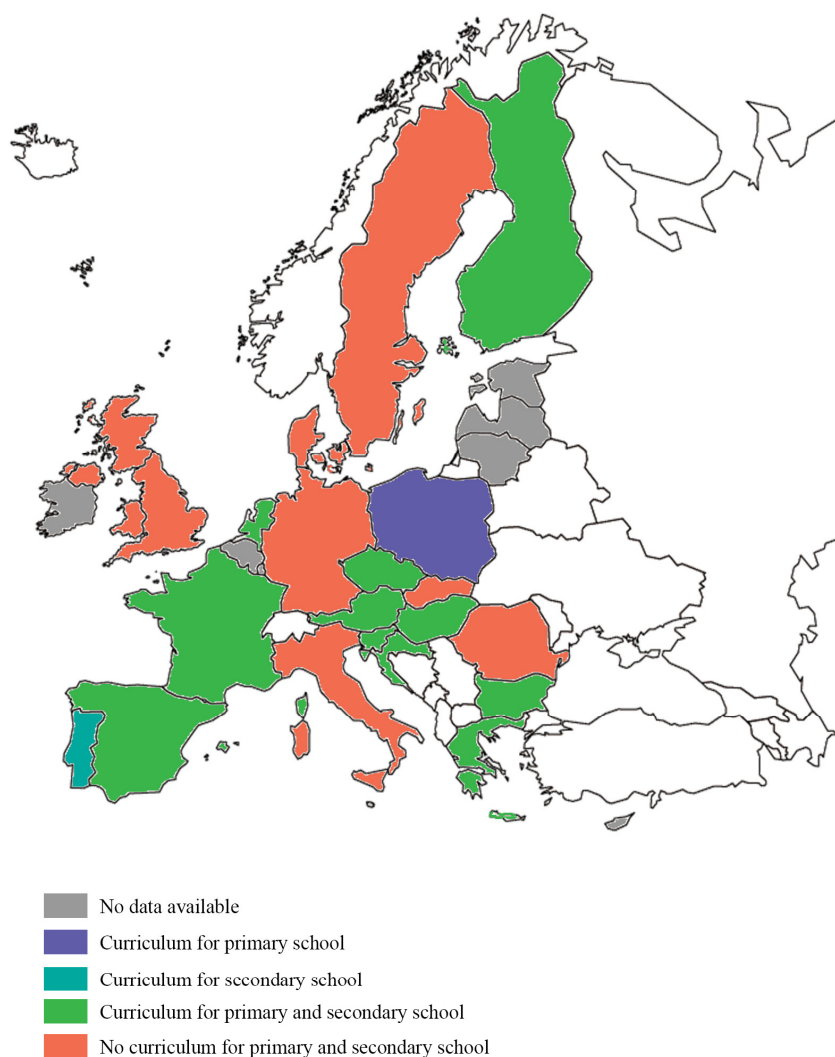 No data available
Curriculum for primary school
Curriculum for secondary school
Curriculum for primary and secondary school
No curriculum for primary and secondary school